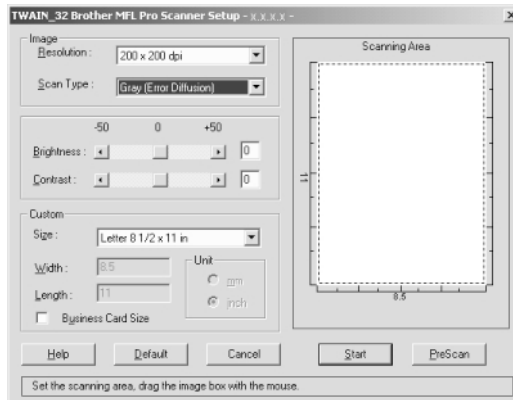 TWAIN_32 Brother MFL Pro Scanner Setup - x.x.x.x -
Image
Resolution :
200 x 200 dpi
Scan Type :
Gray (Error Diffusion)
-50 0 +50
Brightness : 0
Contrast : 0
Custom
Size :
Letter 8 1/2 x 11 in
Width : 8.5
Length : 11
Unit
mm
inch
Business Card Size
Scanning Area
11
8.5
Help Default Cancel Start PreScan
Set the scanning area, drag the image box with the mouse.